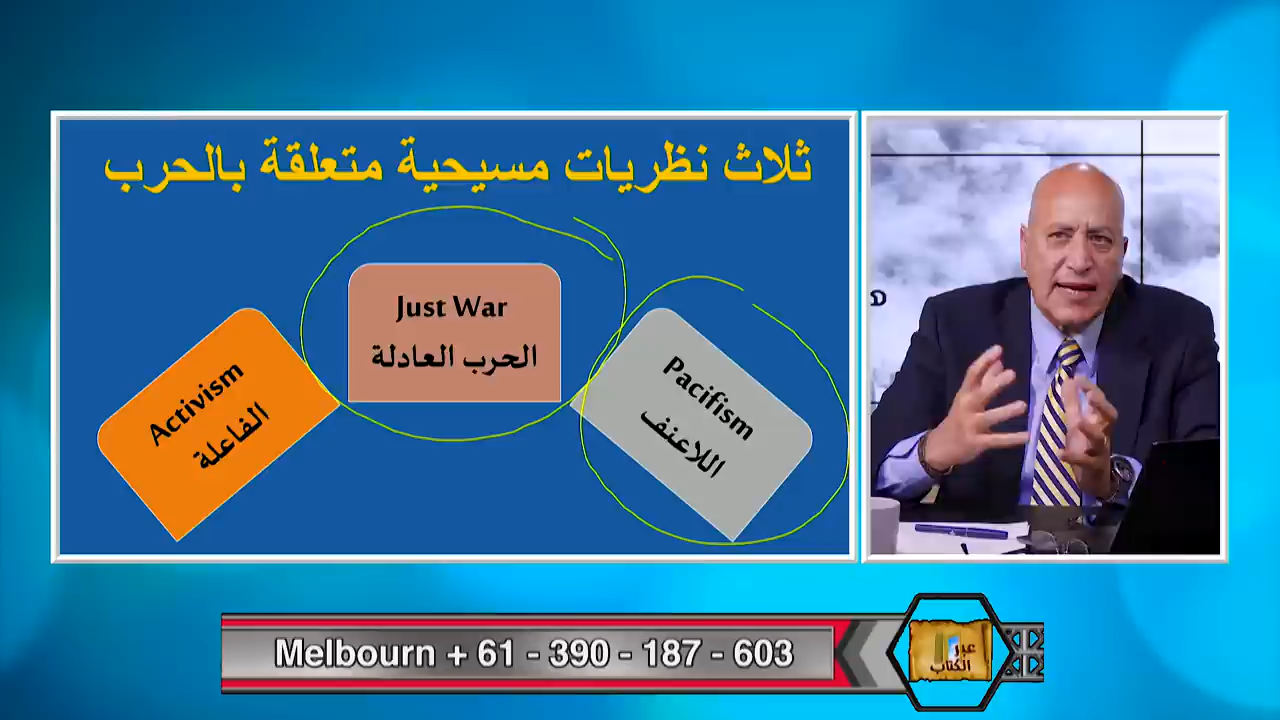 ثلاث نظريات مسيحية متعلقة بالحرب
Just War
الحرب العادلة
Pacifism
اللاعنف
Activism
الفاعلة
Melbourn + 61 - 390 - 187 - 603
عبر
الكتاب